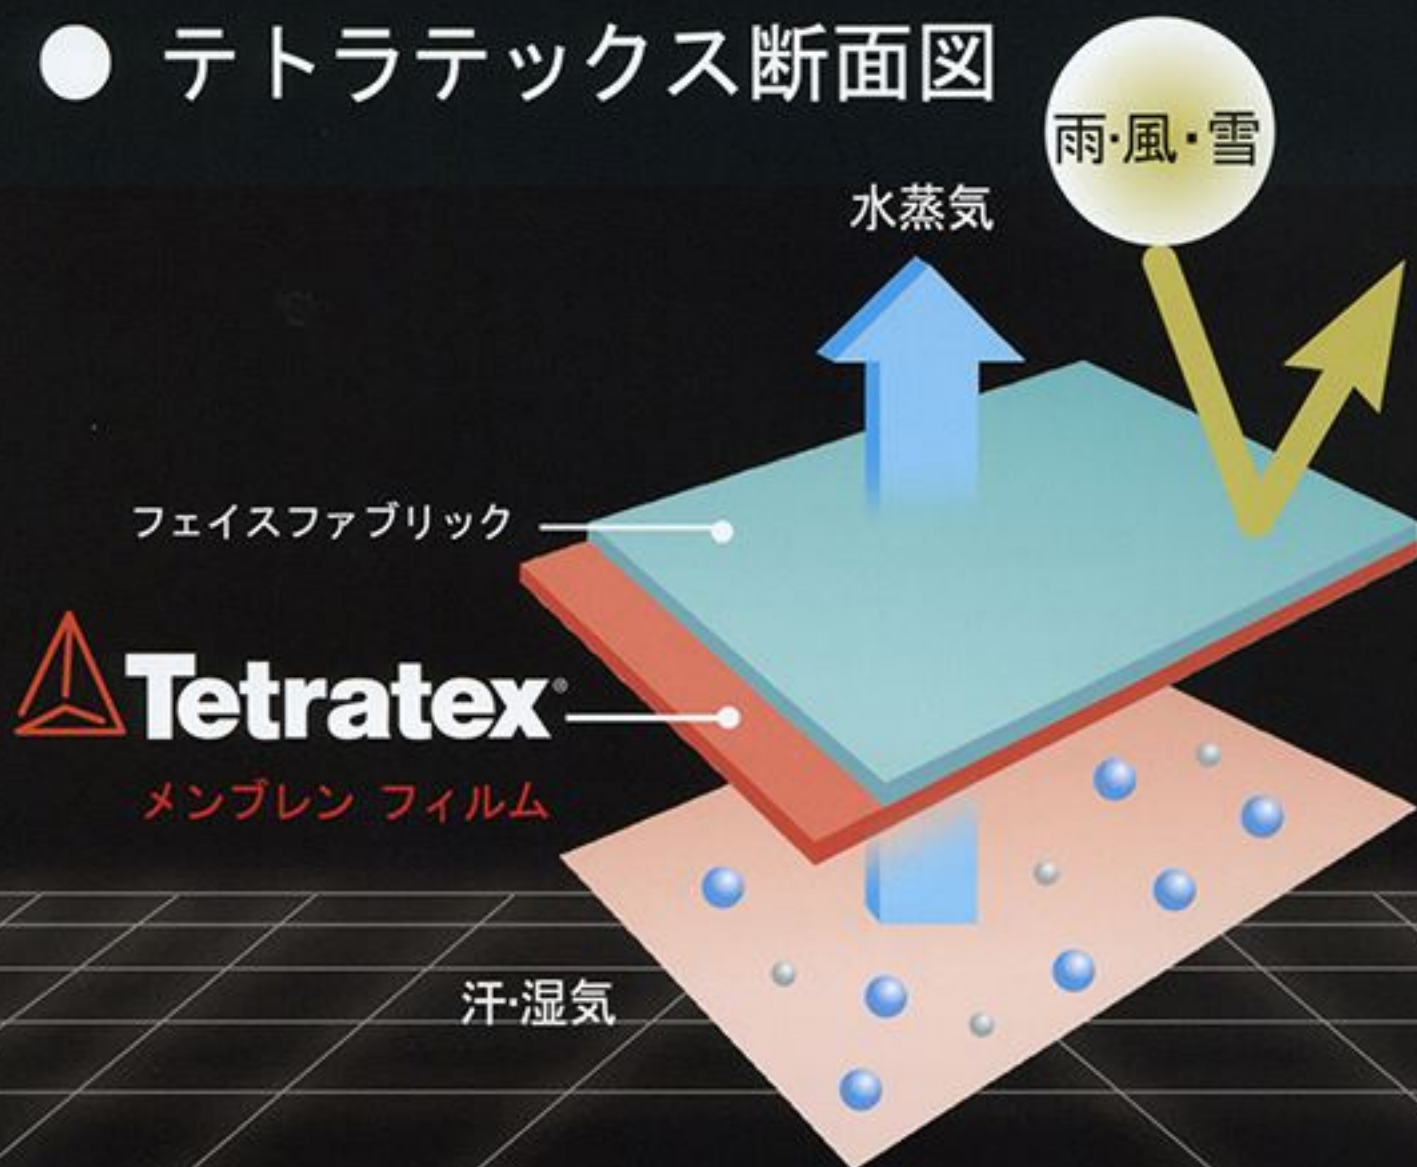 ● テトラテックス断面図
雨・風・雪
水蒸気
フェイスファブリック
Tetratex®
メンブレン フィルム
汗・湿気